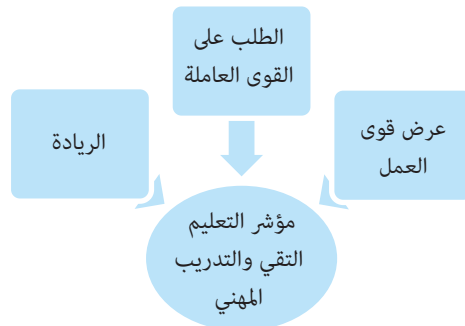 الطلب على
القوى العاملة
عرض قوى
العمل
الريادة
مؤشر التعليم
التقي والتدريب
المهني